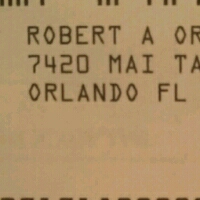 ROBERT A OR
7420 MAI TA
ORLANDO FL